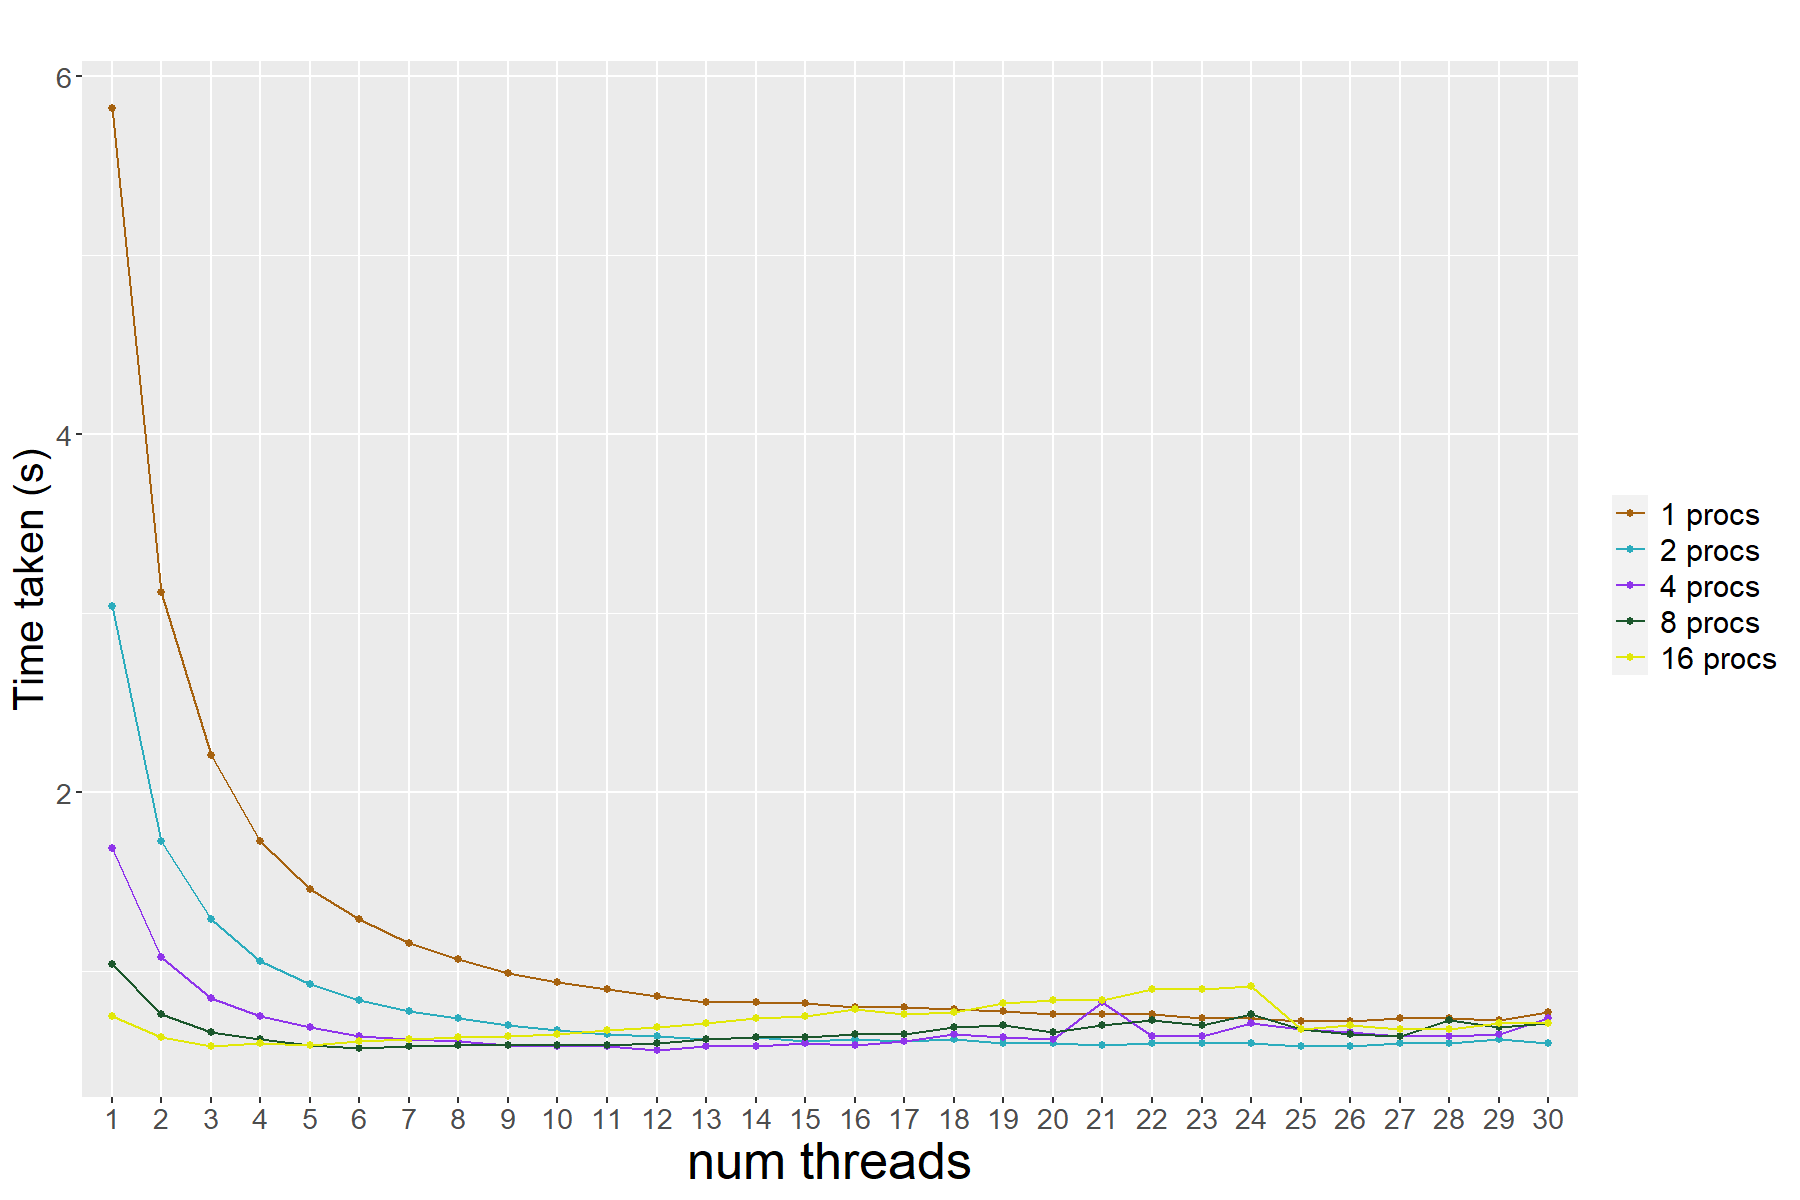 6
4
2
Time taken (s)
1 2 3 4 5 6 7 8 9 10 11 12 13 14 15 16 17 18 19 20 21 22 23 24 25 26 27 28 29 30
num threads
1 procs
2 procs
4 procs
8 procs
16 procs